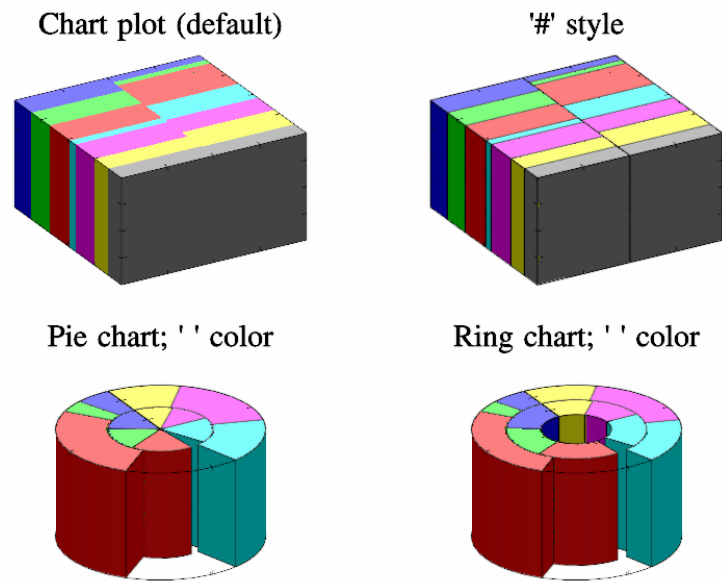 Chart plot (default)
'#' style
Pie chart; ' ' color
Ring chart; ' ' color